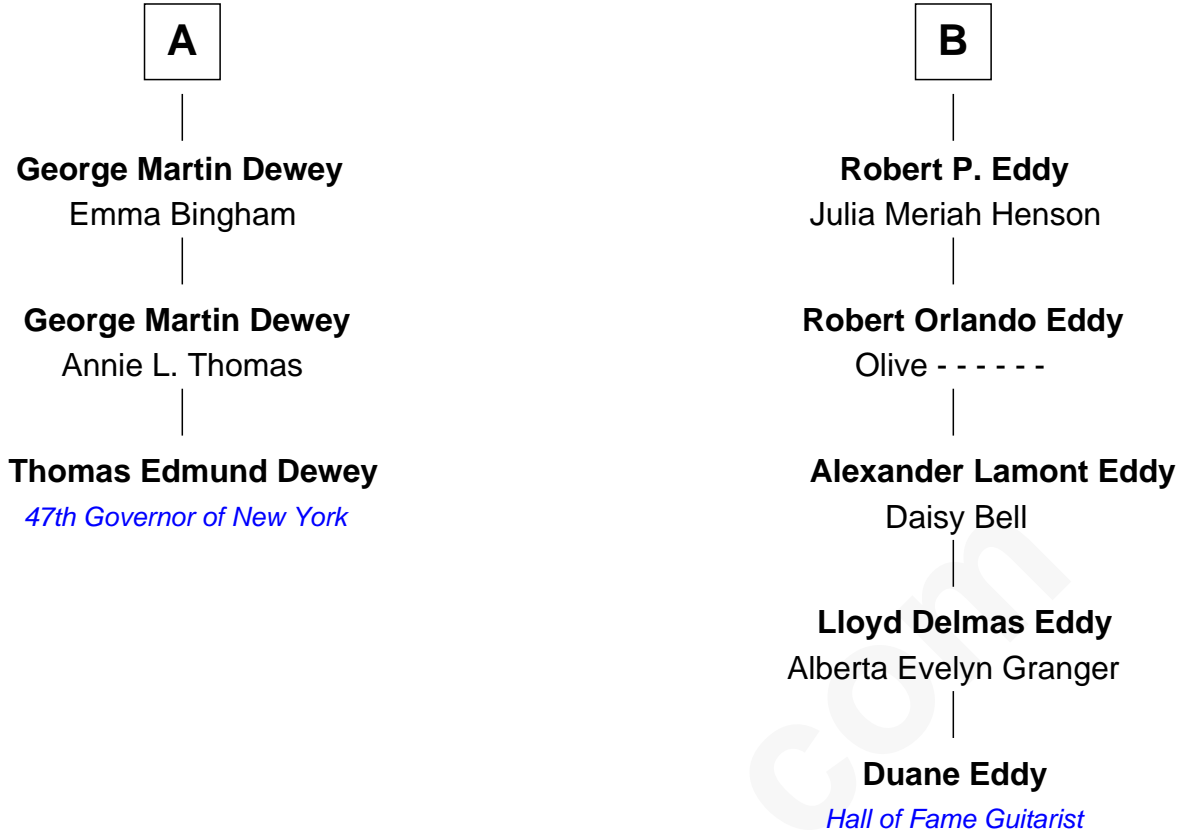 A
George Martin Dewey
Emma Bingham
George Martin Dewey
Annie L. Thomas
Thomas Edmund Dewey
47th Governor of New York
B
Robert P. Eddy
Julia Meriah Henson
Robert Orlando Eddy
Olive - - - - - -
Alexander Lamont Eddy
Daisy Bell
Lloyd Delmas Eddy
Alberta Evelyn Granger
Duane Eddy
Hall of Fame Guitarist
com